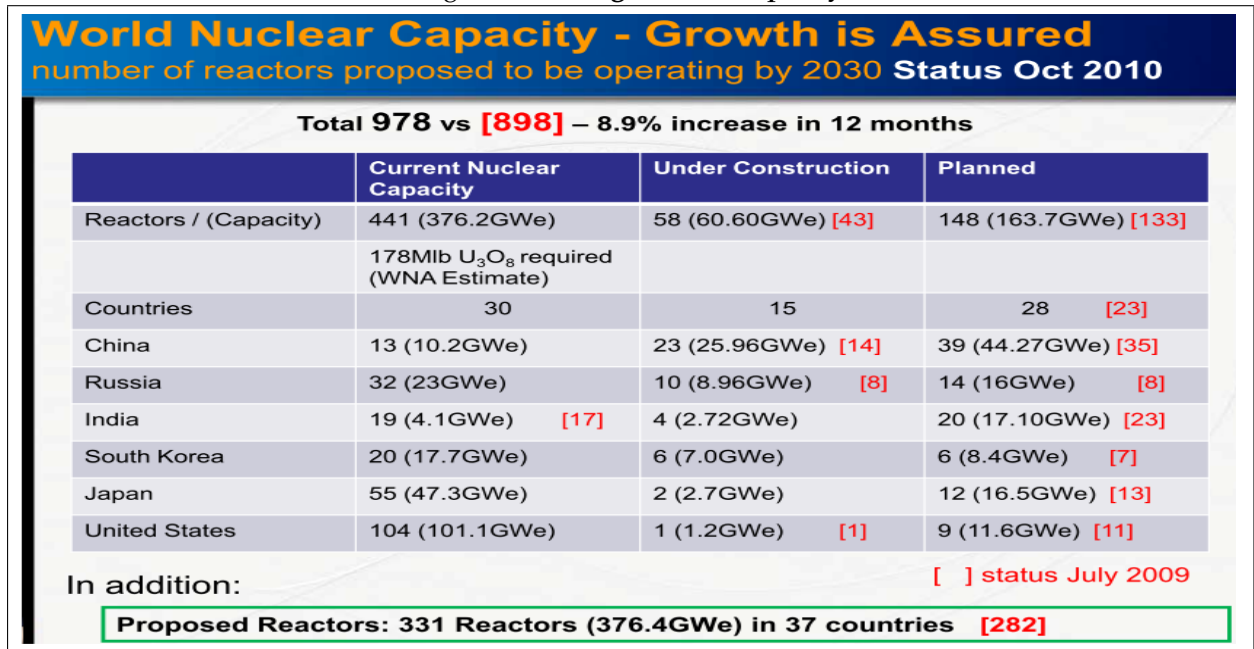 World Nuclear Capacity - Growth is Assured
number of reactors proposed to be operating by 2030 Status Oct 2010
Total 978 vs [898] – 8.9% increase in 12 months
Current Nuclear Capacity Under Construction Planned
Reactors / (Capacity) 441 (376.2GWe) 58 (60.60GWe) [43] 148 (163.7GWe) [133]
178Mlb U₃O₈ required
(WNA Estimate)
Countries 30 15 28 [23]
China 13 (10.2GWe) 23 (25.96GWe) [14] 39 (44.27GWe) [35]
Russia 32 (23GWe) 10 (8.96GWe) [8] 14 (16GWe) [8]
India 19 (4.1GWe) [17] 4 (2.72GWe) 20 (17.10GWe) [23]
South Korea 20 (17.7GWe) 6 (7.0GWe) 6 (8.4GWe) [7]
Japan 55 (47.3GWe) 2 (2.7GWe) 12 (16.5GWe) [13]
United States 104 (101.1GWe) 1 (1.2GWe) [1] 9 (11.6GWe) [11]
[ ] status July 2009
In addition:
Proposed Reactors: 331 Reactors (376.4GWe) in 37 countries [282]